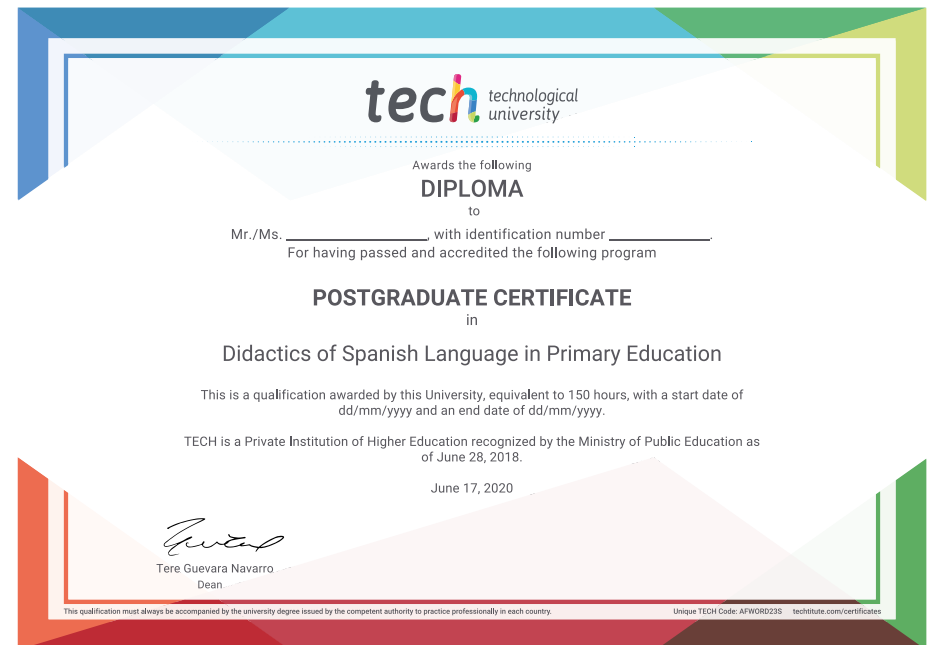 tech technological
university
Awards the following
DIPLOMA
to
Mr./Ms. ____________________, with identification number ______________.
For having passed and accredited the following program
POSTGRADUATE CERTIFICATE
in
Didactics of Spanish Language in Primary Education
This is a qualification awarded by this University, equivalent to 150 hours, with a start date of
dd/mm/yyyy and an end date of dd/mm/yyyy.
TECH is a Private Institution of Higher Education recognized by the Ministry of Public Education as
of June 28, 2018.
June 17, 2020
Tere Guevara Navarro
Dean
This qualification must always be accompanied by the university degree issued by the competent authority to practice professionally in each country. Unique TECH Code: AFWORD23S techtitute.com/certificates